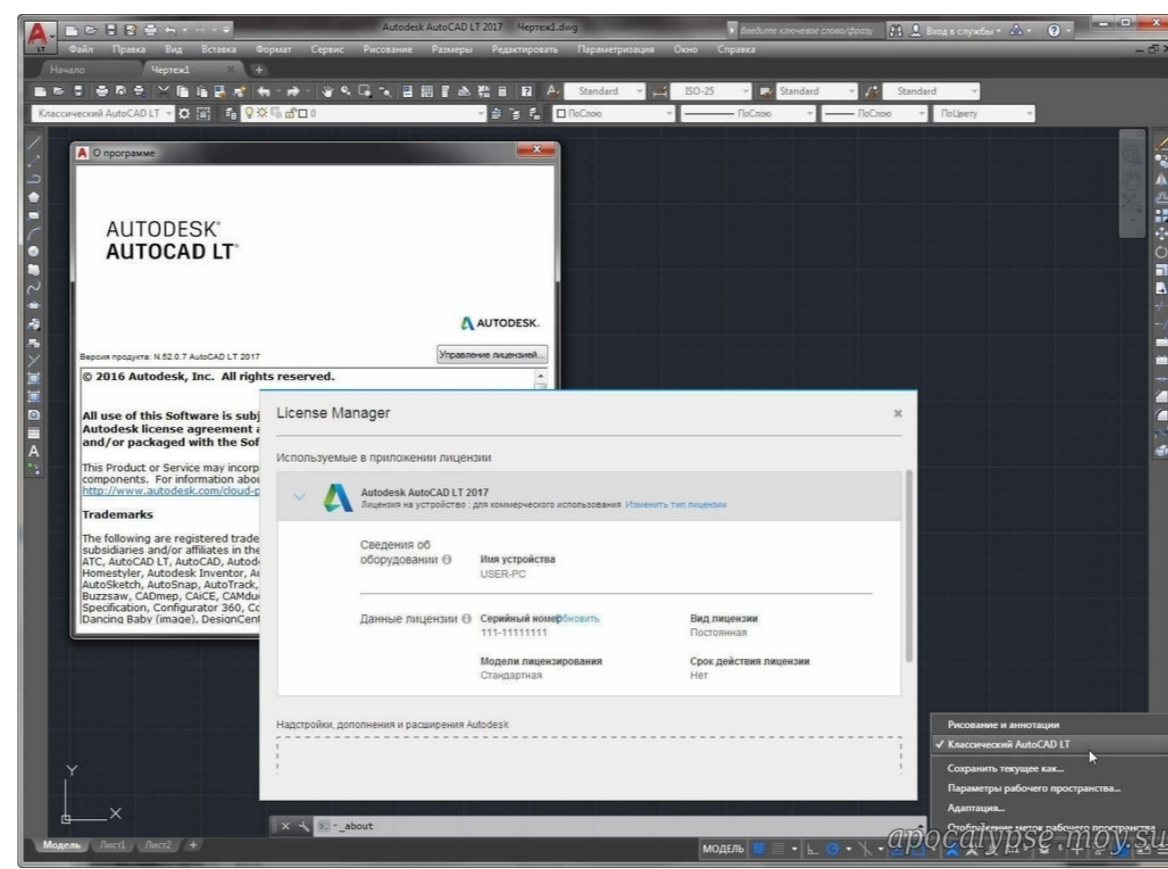 Autodesk AutoCAD LT 2017 Чертеж1.dwg
Введите ключевое слово/фразу
Вход в службы
LT
Файл Правка Вид Вставка Формат Сервис Рисование Размеры Редактировать Параметризация Окно Справка
Начало Чертеж1
Standard ISO-25 Standard Standard
Классический AutoCAD LT 0 ПоСлою ПоСлою ПоСлою ПоЦвету
О программе
AUTODESK®
AUTOCAD LT®
AUTODESK.
Версия продукта: N.52.0.7 AutoCAD LT 2017
Управление лицензией...
© 2016 Autodesk, Inc. All rights reserved.
All use of this Software is subj
Autodesk license agreement
and/or packaged with the Sof
This Product or Service may incorp
components. For information abou
http://www.autodesk.com/cloud-p
Trademarks
The following are registered trade
subsidiaries and/or affiliates in the
ATC, AutoCAD LT, AutoCAD, Autod
Homestyler, Autodesk Inventor, Au
AutoSketch, AutoSnap, AutoTrack,
Buzzsaw, CADmep, CAiCE, CAMdu
Specification, Configurator 360, Co
Dancing Baby (image), DesignCent
License Manager
Используемые в приложении лицензии
Autodesk AutoCAD LT 2017
Лицензия на устройство : для коммерческого использования Изменить тип лицензии
Сведения об
оборудовании
Имя устройства
USER-PC
Данные лицензии
Серийный номер Обновить
111-11111111
Вид лицензии
Постоянная
Модели лицензирования
Стандартная
Срок действия лицензии
Нет
Надстройки, дополнения и расширения Autodesk
Рисование и аннотации
Классический AutoCAD LT
Сохранить текущее как...
Параметры рабочего пространства...
Адаптация...
Отображение меток рабочего пространства
Y
X
_about
Модель Лист1 Лист2 +
МОДЕЛЬ
apocalypse-moy.su